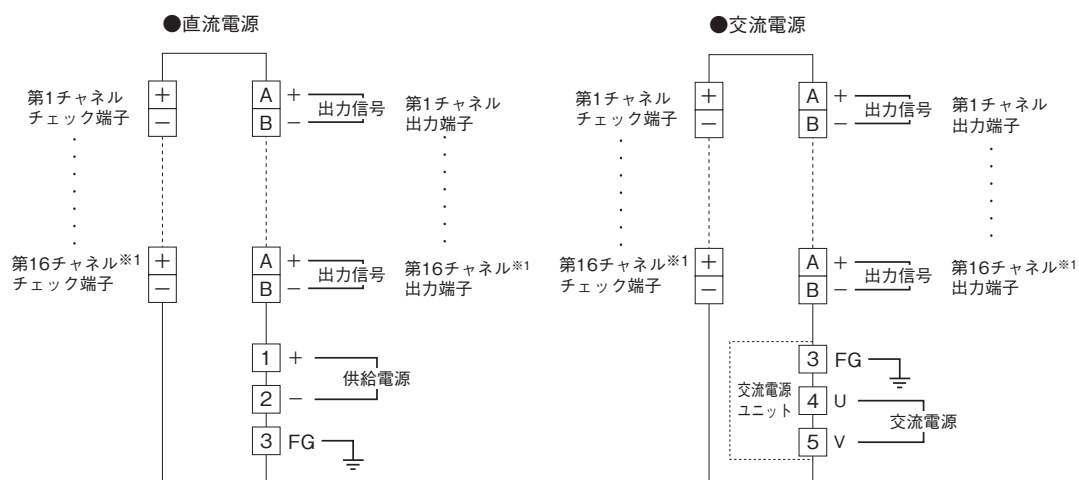 ●直流電源
第1チャネル
チェック端子
+
−
A
B
+
−
出力信号
第1チャネル
出力端子
第16チャネル※1
チェック端子
+
−
A
B
+
−
出力信号
第16チャネル※1
出力端子
1
+
2
−
供給電源
3
FG
●交流電源
第1チャネル
チェック端子
+
−
A
B
+
−
出力信号
第1チャネル
出力端子
第16チャネル※1
チェック端子
+
−
A
B
+
−
出力信号
第16チャネル※1
出力端子
交流電源
ユニット
3
FG
4
U
5
V
交流電源